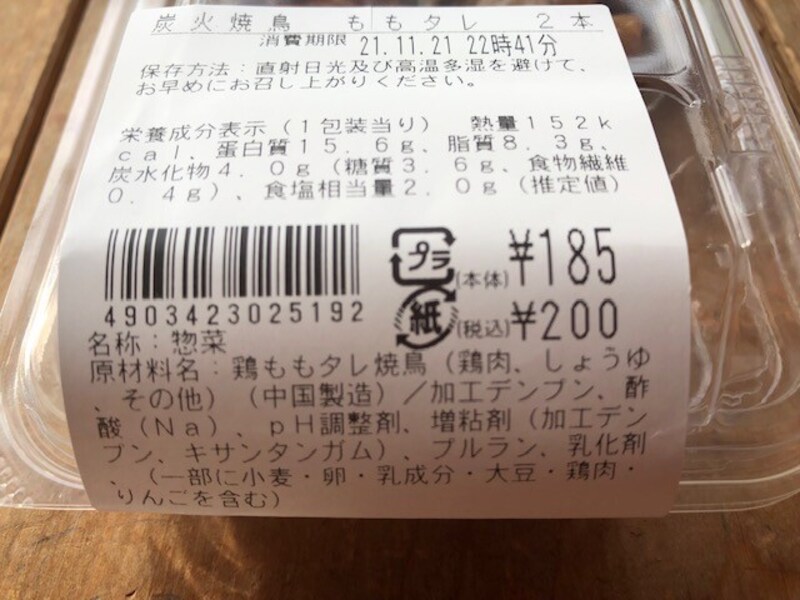 炭火焼鳥　ももタレ　２本
消費期限 21.11.21 22時41分
保存方法：直射日光及び高温多湿を避けて、
お早めにお召し上がりください。
栄養成分表示（１包装当り）　熱量１５２ｋ
ｃａｌ、蛋白質１５．６ｇ、脂質８．３ｇ、
炭水化物４．０ｇ（糖質３．６ｇ、食物繊維
０．４ｇ）、食塩相当量２．０ｇ（推定値）
プラ
(本体) ¥185
4903423025192
紙
(税込) ¥200
名称：惣菜
原材料名：鶏ももタレ焼鳥（鶏肉、しょうゆ
、その他）（中国製造）／加工デンプン、酢
酸（Ｎａ）、ｐＨ調整剤、増粘剤（加工デン
プン、キサンタンガム）、プルラン、乳化剤
、（一部に小麦・卵・乳成分・大豆・鶏肉・
りんごを含む）